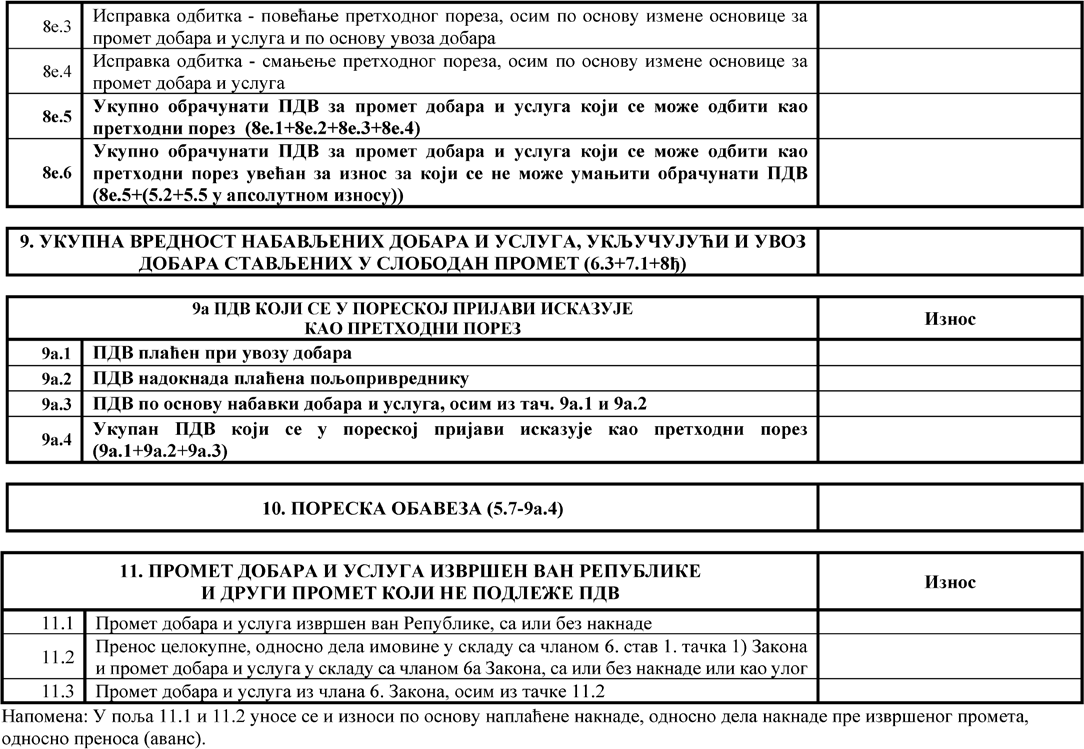 8е.3 Исправка одбитка - повећање претходног пореза, осим по основу измене основице за
промет добара и услуга и по основу увоза добара
8е.4 Исправка одбитка - смањење претходног пореза, осим по основу измене основице за
промет добара и услуга
8е.5 Укупно обрачунати ПДВ за промет добара и услуга који се може одбити као
претходни порез (8е.1+8е.2+8е.3+8е.4)
8е.6 Укупно обрачунати ПДВ за промет добара и услуга који се може одбити као
претходни порез увећан за износ за који се не може умањити обрачунати ПДВ
(8е.5+(5.2+5.5 у апсолутном износу))
9. УКУПНА ВРЕДНОСТ НАБАВЉЕНИХ ДОБАРА И УСЛУГА, УКЉУЧУЈУЋИ И УВОЗ
ДОБАРА СТАВЉЕНИХ У СЛОБОДАН ПРОМЕТ (6.3+7.1+8ђ)
9а ПДВ КОЈИ СЕ У ПОРЕСКОЈ ПРИЈАВИ ИСКАЗУЈЕ
КАО ПРЕТХОДНИ ПОРЕЗ
Износ
9а.1 ПДВ плаћен при увозу добара
9а.2 ПДВ надокнада плаћена пољопривреднику
9а.3 ПДВ по основу набавки добара и услуга, осим из тач. 9а.1 и 9а.2
9а.4 Укупан ПДВ који се у пореској пријави исказује као претходни порез
(9а.1+9а.2+9а.3)
10. ПОРЕСКА ОБАВЕЗА (5.7-9а.4)
11. ПРОМЕТ ДОБАРА И УСЛУГА ИЗВРШЕН ВАН РЕПУБЛИКЕ
И ДРУГИ ПРОМЕТ КОЈИ НЕ ПОДЛЕЖЕ ПДВ
Износ
11.1 Промет добара и услуга извршен ван Републике, са или без накнаде
11.2 Пренос целокупне, односно дела имовине у складу са чланом 6. став 1. тачка 1) Закона
и промет добара и услуга у складу са чланом 6а Закона, са или без накнаде или као улог
11.3 Промет добара и услуга из члана 6. Закона, осим из тачке 11.2
Напомена: У поља 11.1 и 11.2 уносе се и износи по основу наплаћене накнаде, односно дела накнаде пре извршеног промета,
односно преноса (аванс).